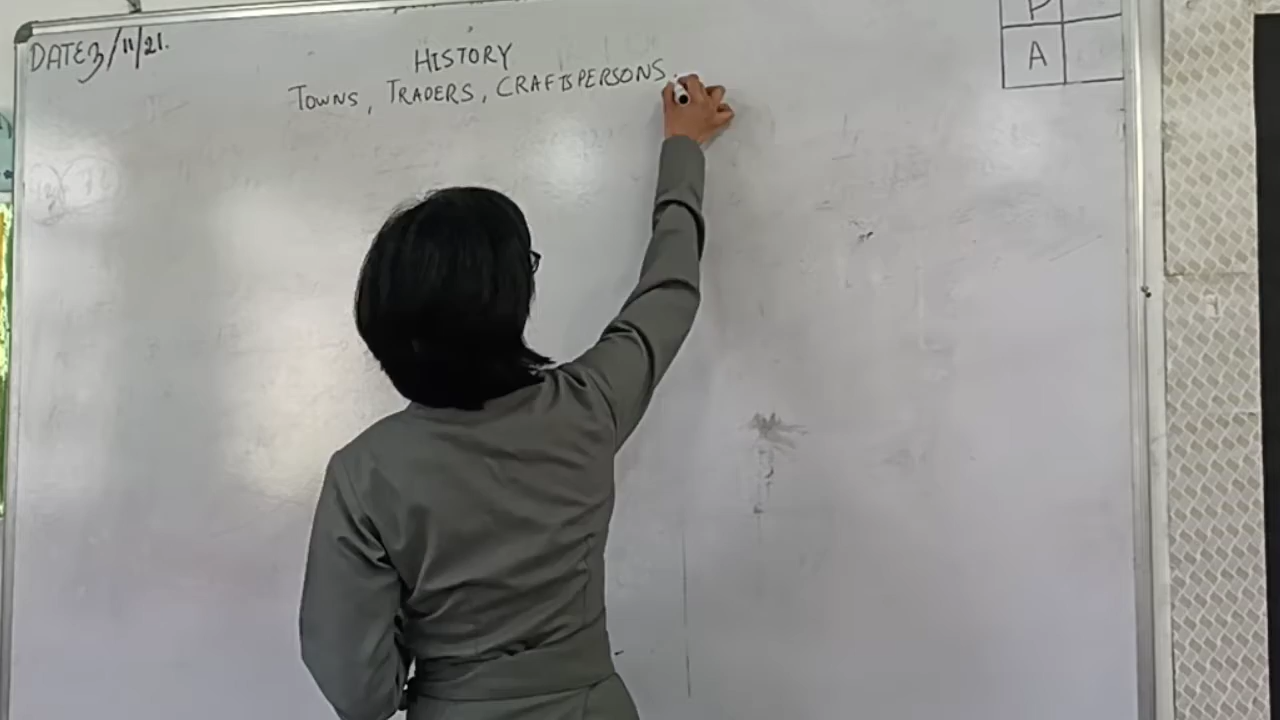 DATE 3/11/21.
HISTORY
TOWNS, TRADERS, CRAFTSPERSONS.
P
A